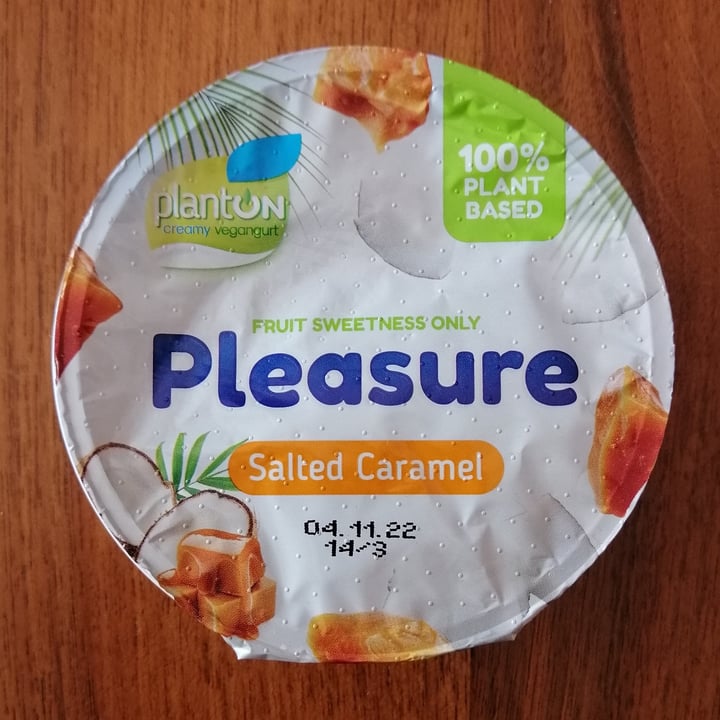 100%
PLANT
BASED
plantON
creamy vegangurt
FRUIT SWEETNESS ONLY
Pleasure
Salted Caramel
04.11.22
14/3